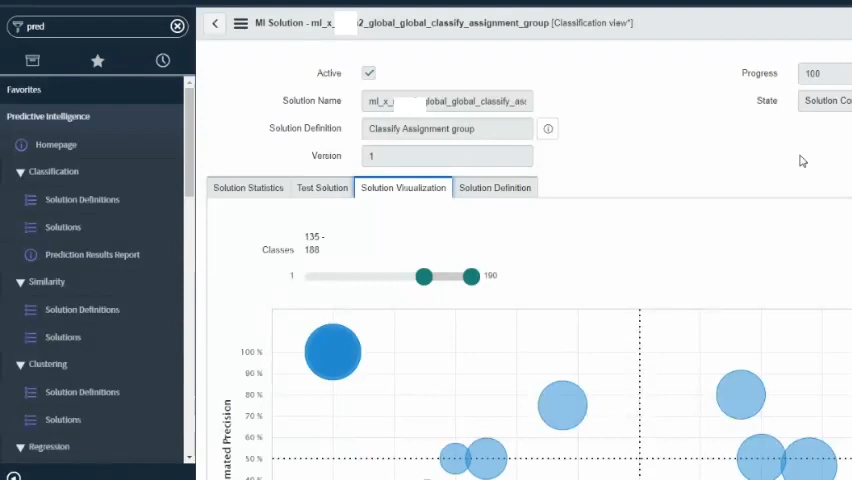 pred
MI Solution - ml_x_ 2_global_global_classify_assignment_group [Classification view*]
Favorites
Predictive Intelligence
Homepage
Classification
Solution Definitions
Solutions
Prediction Results Report
Similarity
Solution Definitions
Solutions
Clustering
Solution Definitions
Solutions
Regression
Active
Progress 100
Solution Name ml_x_ global_global_classify_as
State Solution Co
Solution Definition Classify Assignment group
Version 1
Solution Statistics Test Solution Solution Visualization Solution Definition
135 -
Classes 188
1 190
100 %
90 %
80 %
70 %
60 %
50 %
40 %
mated Precision